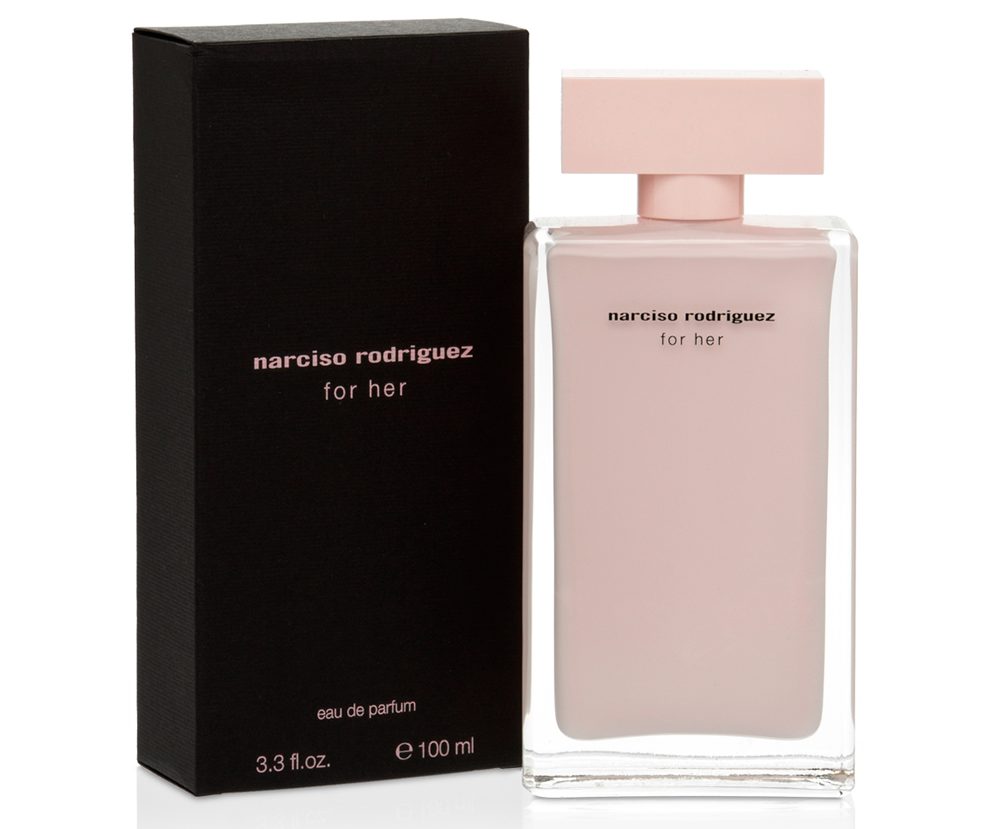 narciso rodriguez
for her
eau de parfum
3.3 fl.oz. ℮ 100 ml
narciso rodriguez
for her